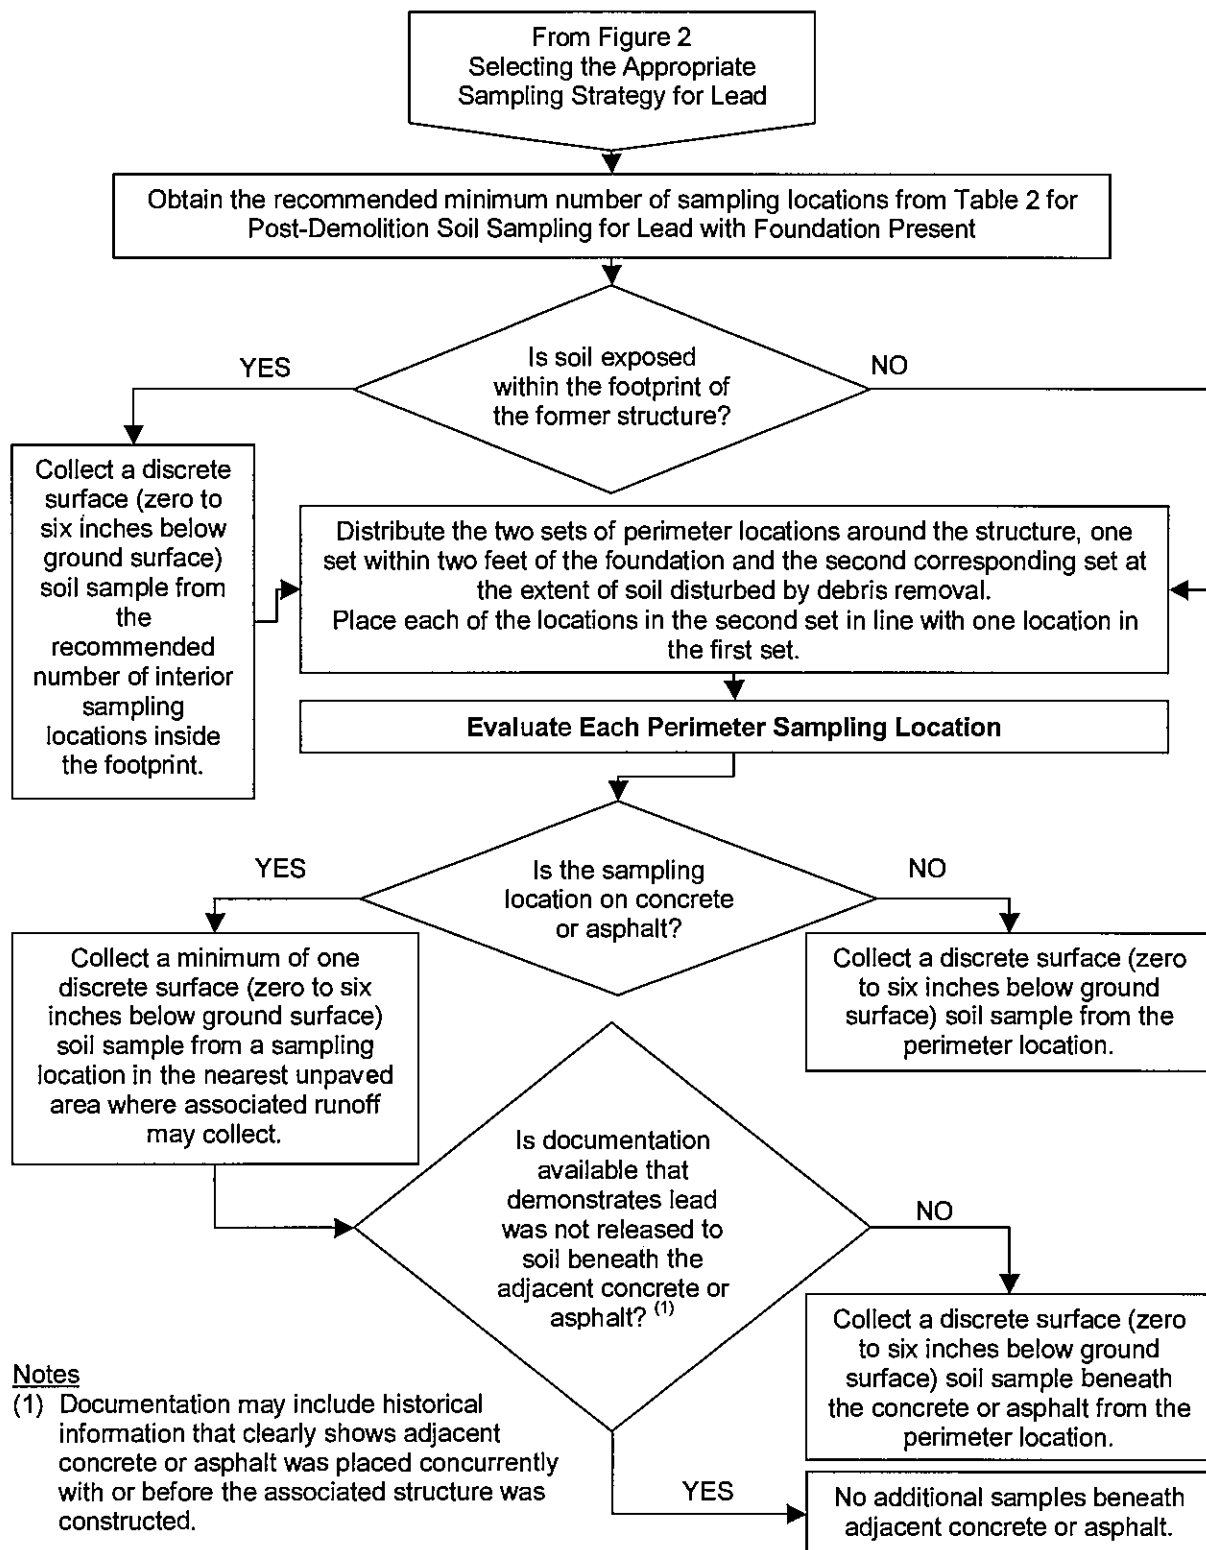 From Figure 2
Selecting the Appropriate
Sampling Strategy for Lead
Obtain the recommended minimum number of sampling locations from Table 2 for
Post-Demolition Soil Sampling for Lead with Foundation Present
Is soil exposed
within the footprint of
the former structure?
YES
NO
Collect a discrete
surface (zero to
six inches below
ground surface)
soil sample from
the
recommended
number of interior
sampling
locations inside
the footprint.
Distribute the two sets of perimeter locations around the structure, one
set within two feet of the foundation and the second corresponding set at
the extent of soil disturbed by debris removal.
Place each of the locations in the second set in line with one location in
the first set.
Evaluate Each Perimeter Sampling Location
Is the sampling
location on concrete
or asphalt?
YES
NO
Collect a minimum of one
discrete surface (zero to six
inches below ground surface)
soil sample from a sampling
location in the nearest unpaved
area where associated runoff
may collect.
Collect a discrete surface (zero
to six inches below ground
surface) soil sample from the
perimeter location.
Is documentation
available that
demonstrates lead
was not released to
soil beneath the
adjacent concrete or
asphalt? (1)
NO
Collect a discrete surface (zero
to six inches below ground
surface) soil sample beneath
the concrete or asphalt from the
perimeter location.
YES
No additional samples beneath
adjacent concrete or asphalt.
Notes
(1) Documentation may include historical
information that clearly shows adjacent
concrete or asphalt was placed concurrently
with or before the associated structure was
constructed.